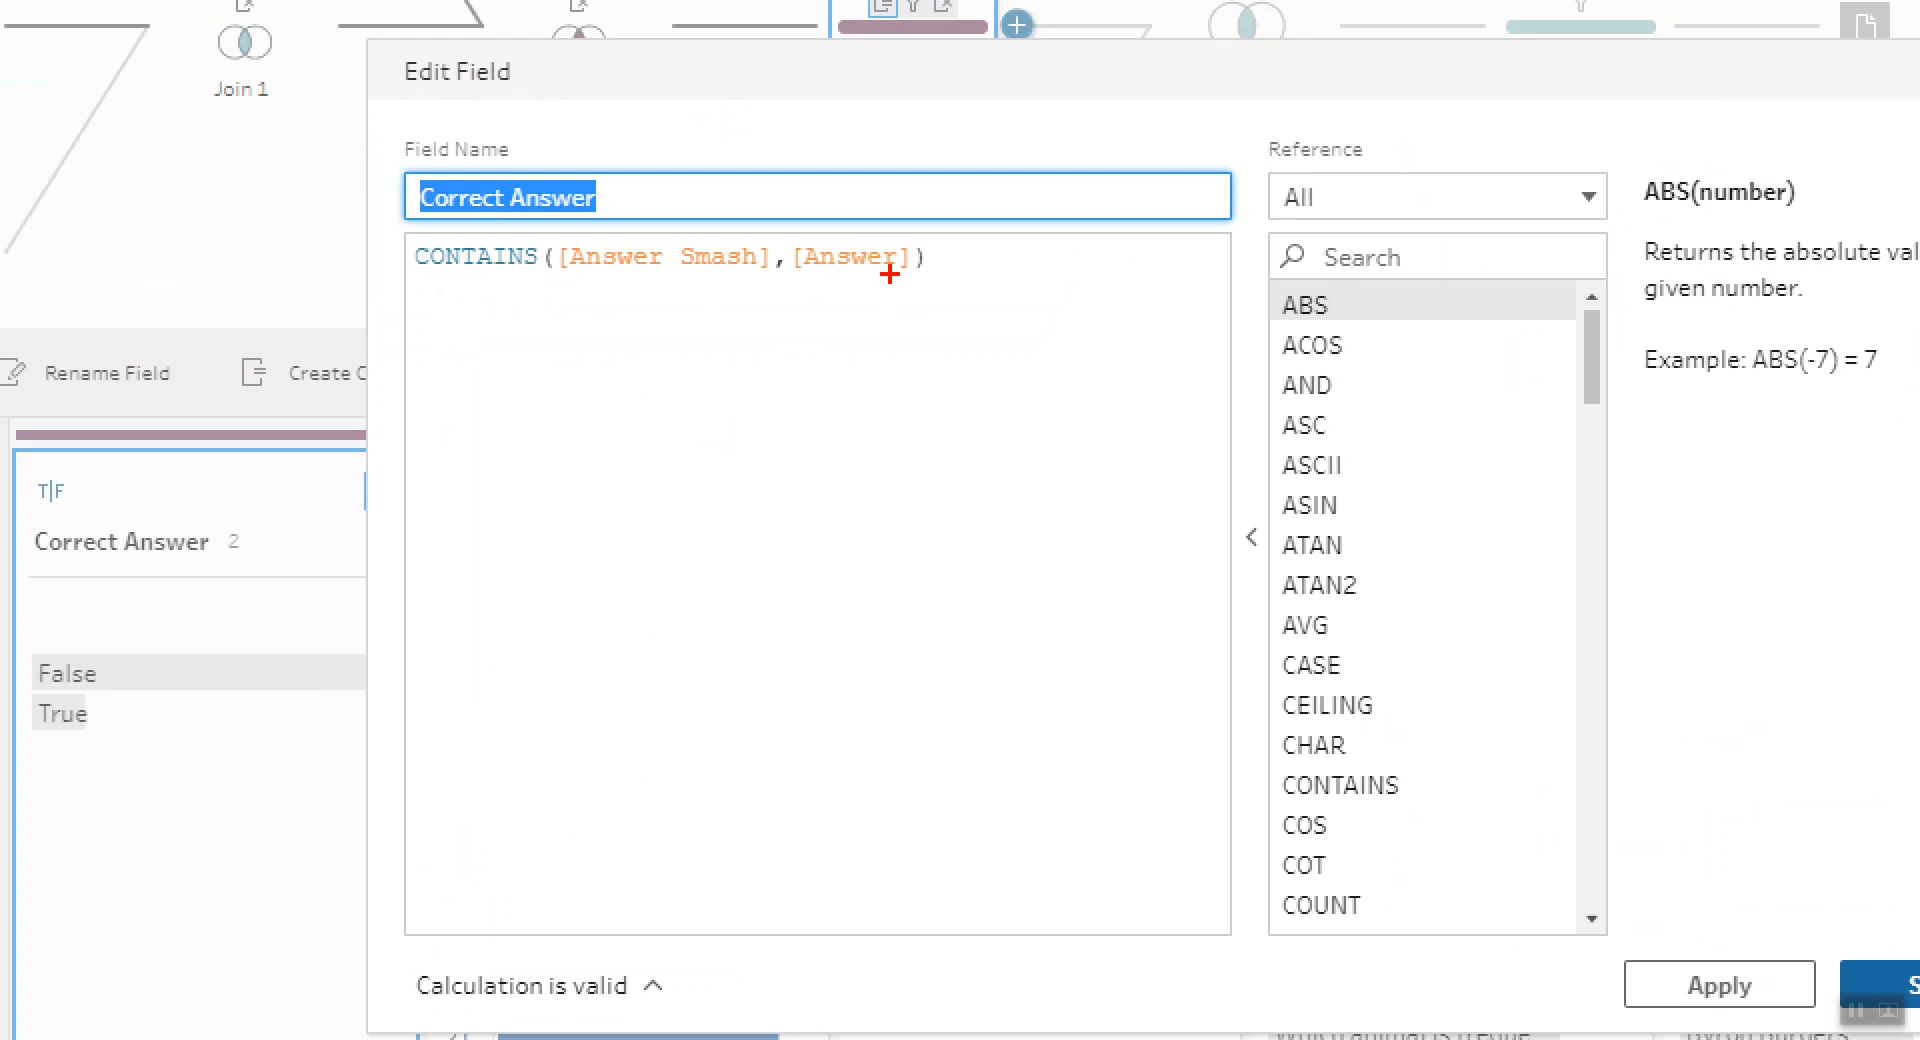 Join 1
Edit Field
Field Name
Reference
Correct Answer
All
ABS(number)
CONTAINS([Answer Smash],[Answer])
Search
Returns the absolute val
given number.
ABS
ACOS
Example: ABS(-7) = 7
Rename Field
Create C
AND
ASC
ASCII
T|F
ASIN
Correct Answer 2
ATAN
ATAN2
AVG
False
CASE
True
CEILING
CHAR
CONTAINS
COS
COT
COUNT
Calculation is valid
Apply
S